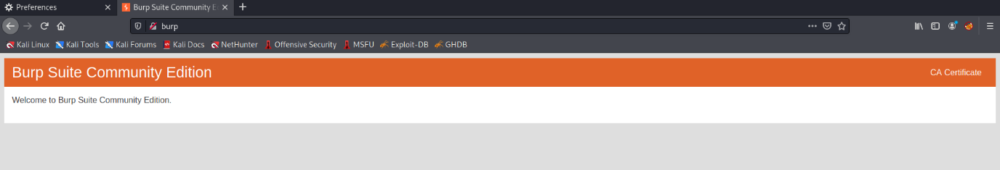 Preferences
Burp Suite Community E
burp
Kali Linux Kali Tools Kali Forums Kali Docs NetHunter Offensive Security MSFU Exploit-DB GHDB
Burp Suite Community Edition CA Certificate
Welcome to Burp Suite Community Edition.